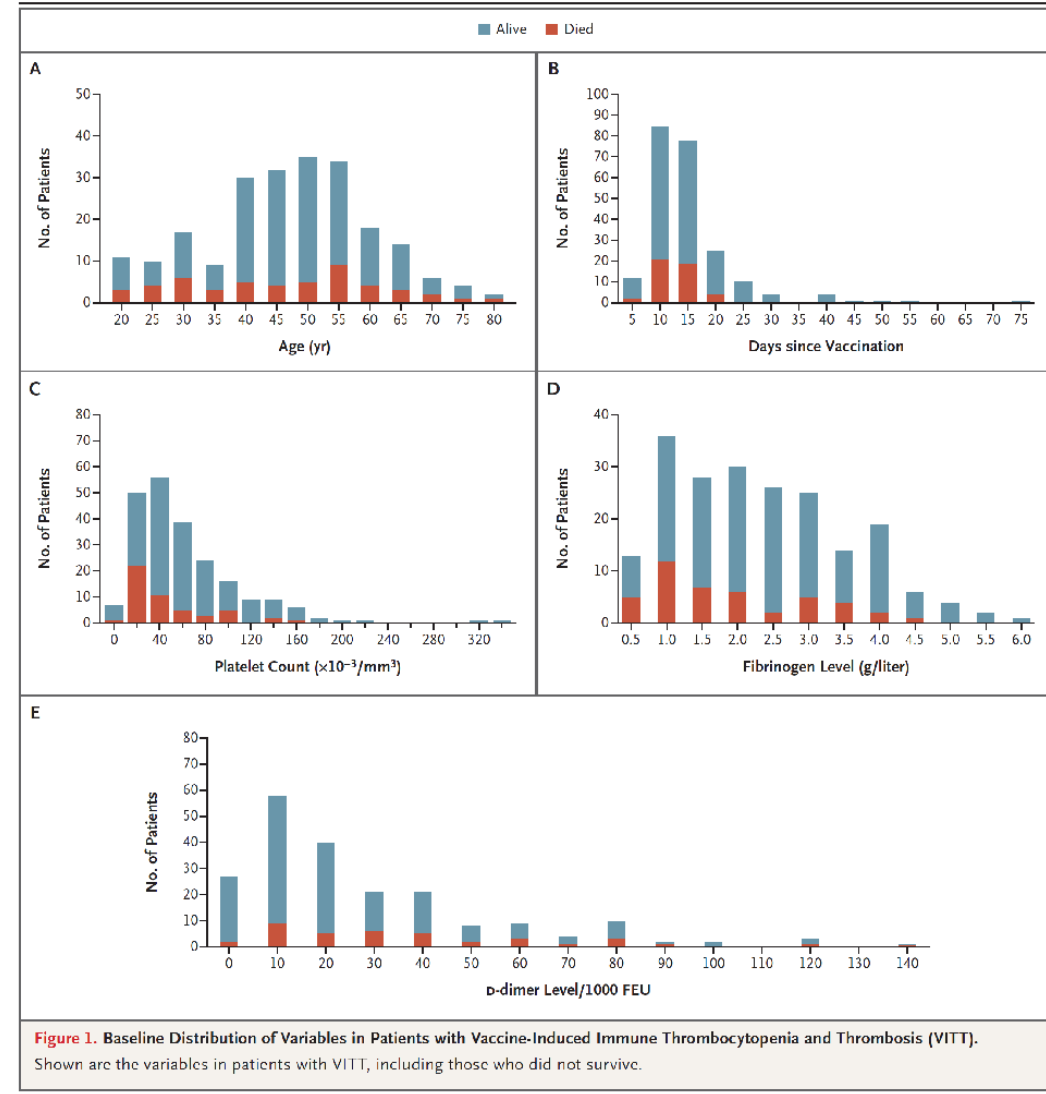 Alive Died
A
50
40
30
20
10
0
No. of Patients
20 25 30 35 40 45 50 55 60 65 70 75 80
Age (yr)
B
100
90
80
70
60
50
40
30
20
10
0
No. of Patients
5 10 15 20 25 30 35 40 45 50 55 60 65 70 75
Days since Vaccination
C
80
70
60
50
40
30
20
10
0
No. of Patients
0 40 80 120 160 200 240 280 320
Platelet Count (×10⁻³/mm³)
D
40
30
20
10
0
No. of Patients
0.5 1.0 1.5 2.0 2.5 3.0 3.5 4.0 4.5 5.0 5.5 6.0
Fibrinogen Level (g/liter)
E
80
70
60
50
40
30
20
10
0
No. of Patients
0 10 20 30 40 50 60 70 80 90 100 110 120 130 140
D-dimer Level/1000 FEU
Figure 1. Baseline Distribution of Variables in Patients with Vaccine-Induced Immune Thrombocytopenia and Thrombosis (VITT).
Shown are the variables in patients with VITT, including those who did not survive.